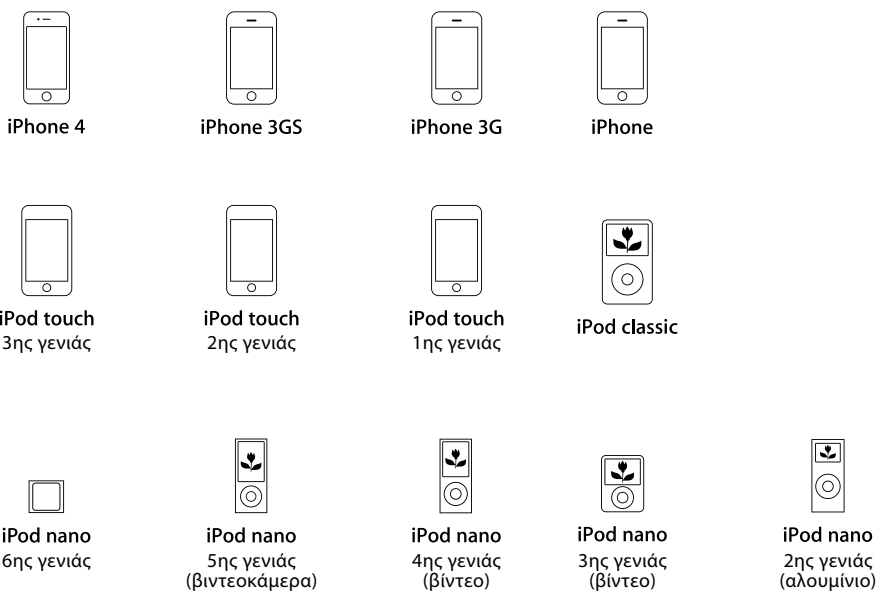 iPhone 4
iPhone 3GS
iPhone 3G
iPhone
iPod touch
3ης γενιάς
iPod touch
2ης γενιάς
iPod touch
1ης γενιάς
iPod classic
iPod nano
6ης γενιάς
iPod nano
5ης γενιάς
(βιντεοκάμερα)
iPod nano
4ης γενιάς
(βίντεο)
iPod nano
3ης γενιάς
(βίντεο)
iPod nano
2ης γενιάς
(αλουμίνιο)